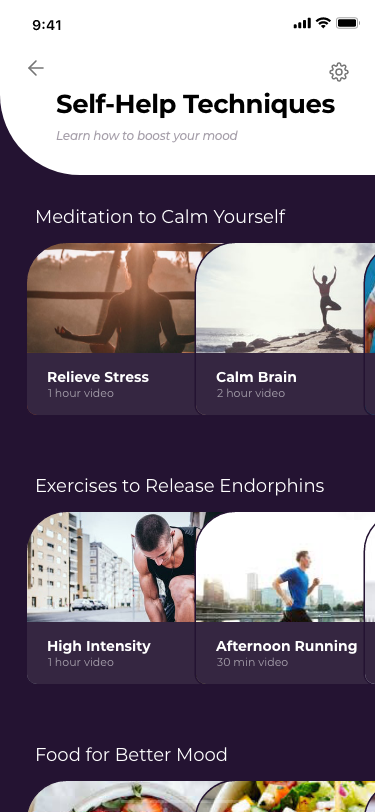 9:41
Self-Help Techniques
Learn how to boost your mood
Meditation to Calm Yourself
Relieve Stress
1 hour video
Calm Brain
2 hour video
Exercises to Release Endorphins
High Intensity
1 hour video
Afternoon Running
30 min video
Food for Better Mood